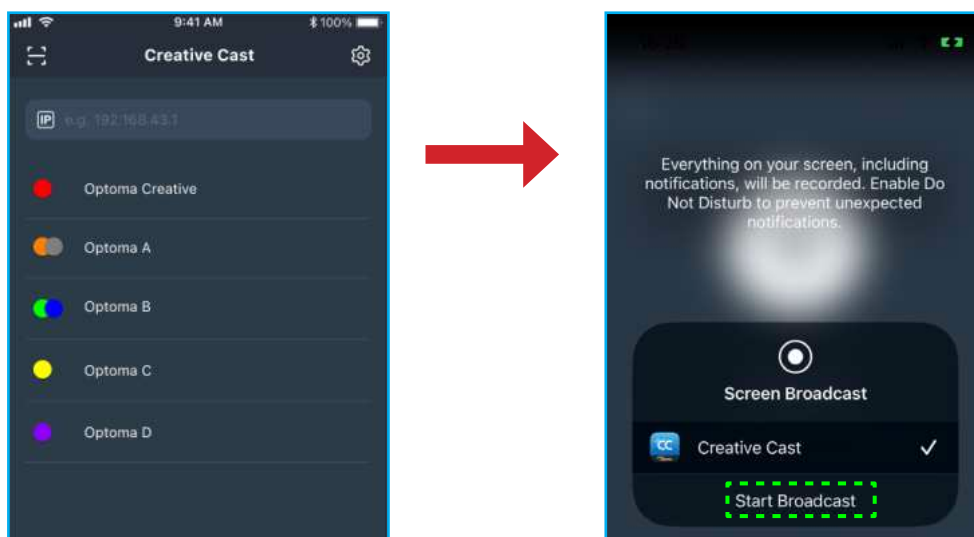 9:41 AM
100%
Creative Cast
IP e.g. 192.168.43.1
Optoma Creative
Optoma A
Optoma B
Optoma C
Optoma D
Everything on your screen, including
notifications, will be recorded. Enable Do
Not Disturb to prevent unexpected
notifications.
Screen Broadcast
CC Creative Cast
Start Broadcast